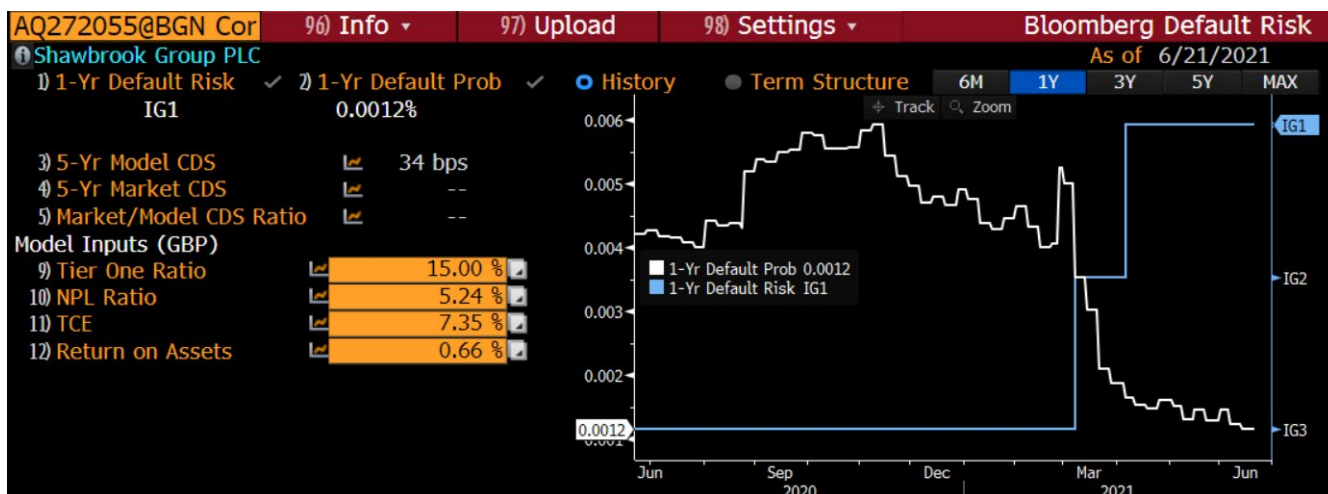 AQ272055@BGN Cor 96) Info 97) Upload 98) Settings Bloomberg Default Risk
Shawbrook Group PLC As of 6/21/2021
1) 1-Yr Default Risk 2) 1-Yr Default Prob History Term Structure 6M 1Y 3Y 5Y MAX
IG1 0.0012% Track Zoom
0.006 IG1
3) 5-Yr Model CDS 34 bps
4) 5-Yr Market CDS -- 0.005
5) Market/Model CDS Ratio --
Model Inputs (GBP) 0.004
9) Tier One Ratio 15.00 % 1-Yr Default Prob 0.0012 IG2
10) NPL Ratio 5.24 % 1-Yr Default Risk IG1
11) TCE 7.35 % 0.003
12) Return on Assets 0.66 %
0.002
0.0012 IG3
0.001
Jun Sep Dec Mar Jun
2020 2021